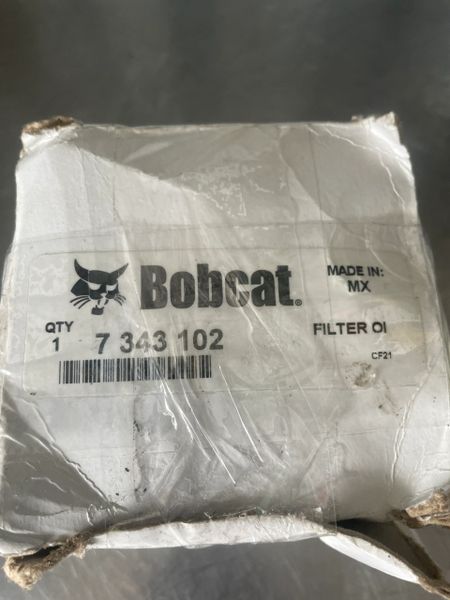 Bobcat®
MADE IN:
MX
QTY
1
7 343 102
FILTER OI
CF21